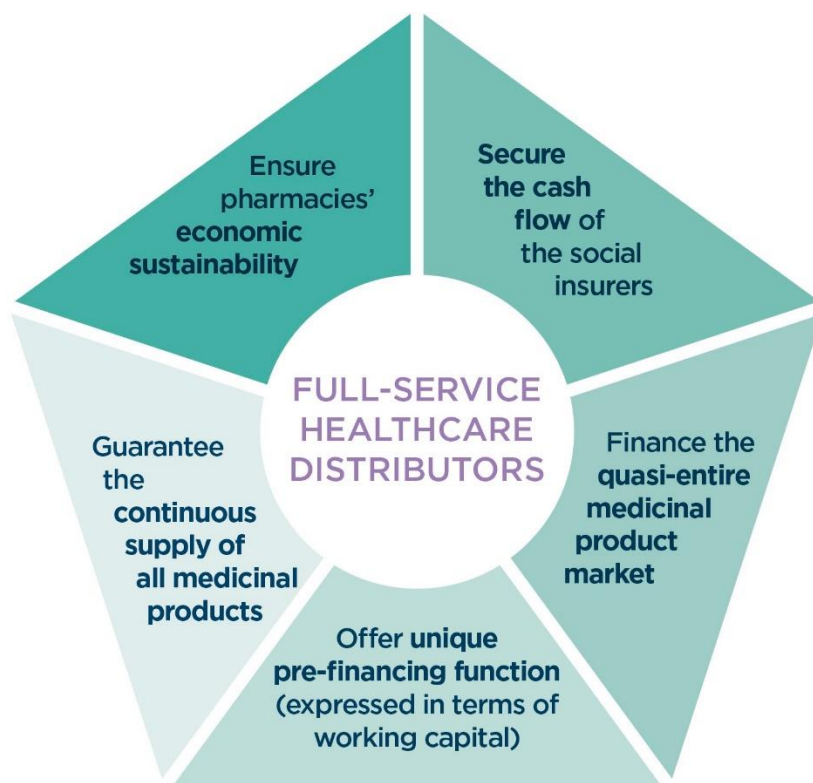 Ensure
pharmacies’
economic
sustainability
Secure
the cash
flow of
the social
insurers
FULL-SERVICE
HEALTHCARE
DISTRIBUTORS
Guarantee
the
continuous
supply of
all medicinal
products
Finance the
quasi-entire
medicinal
product
market
Offer unique
pre-financing function
(expressed in terms of
working capital)